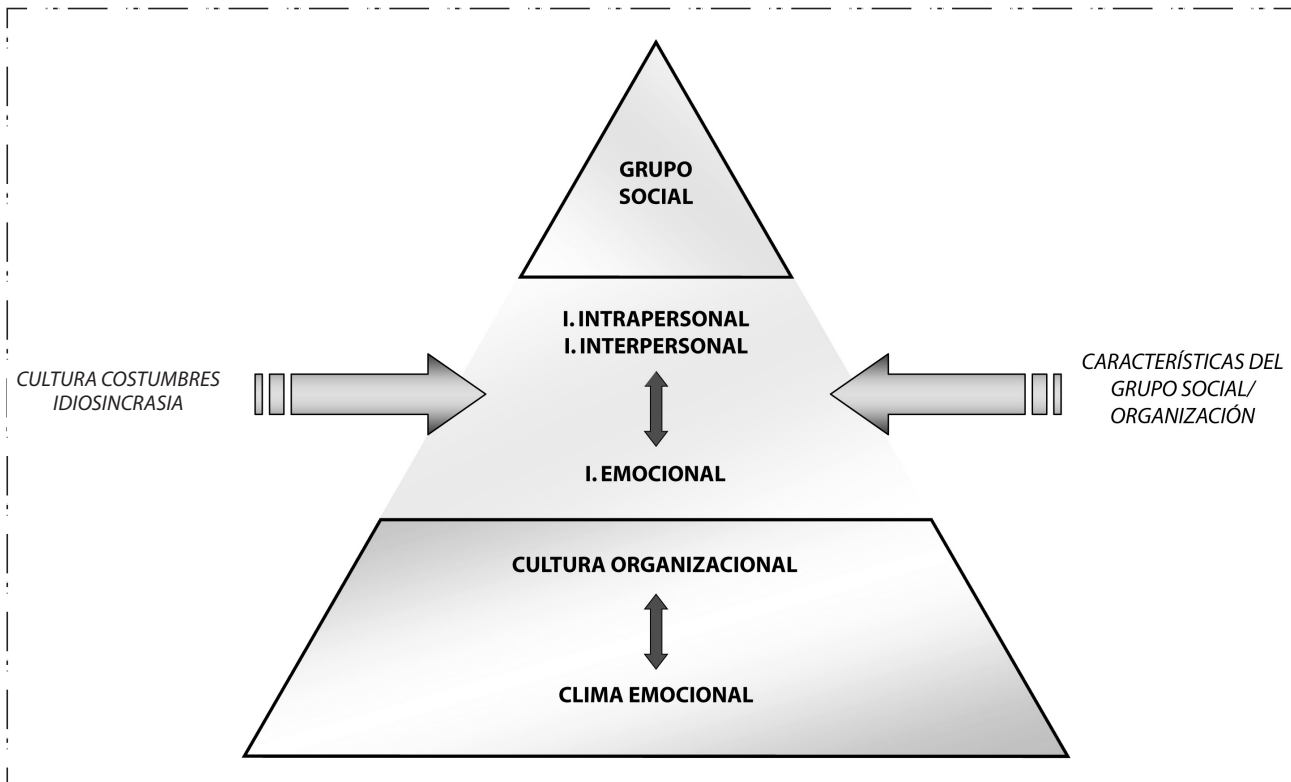 GRUPO
SOCIAL
I. INTRAPERSONAL
I. INTERPERSONAL
CULTURA COSTUMBRES
IDIOSINCRASIA
CARACTERÍSTICAS DEL
GRUPO SOCIAL/
ORGANIZACIÓN
I. EMOCIONAL
CULTURA ORGANIZACIONAL
CLIMA EMOCIONAL